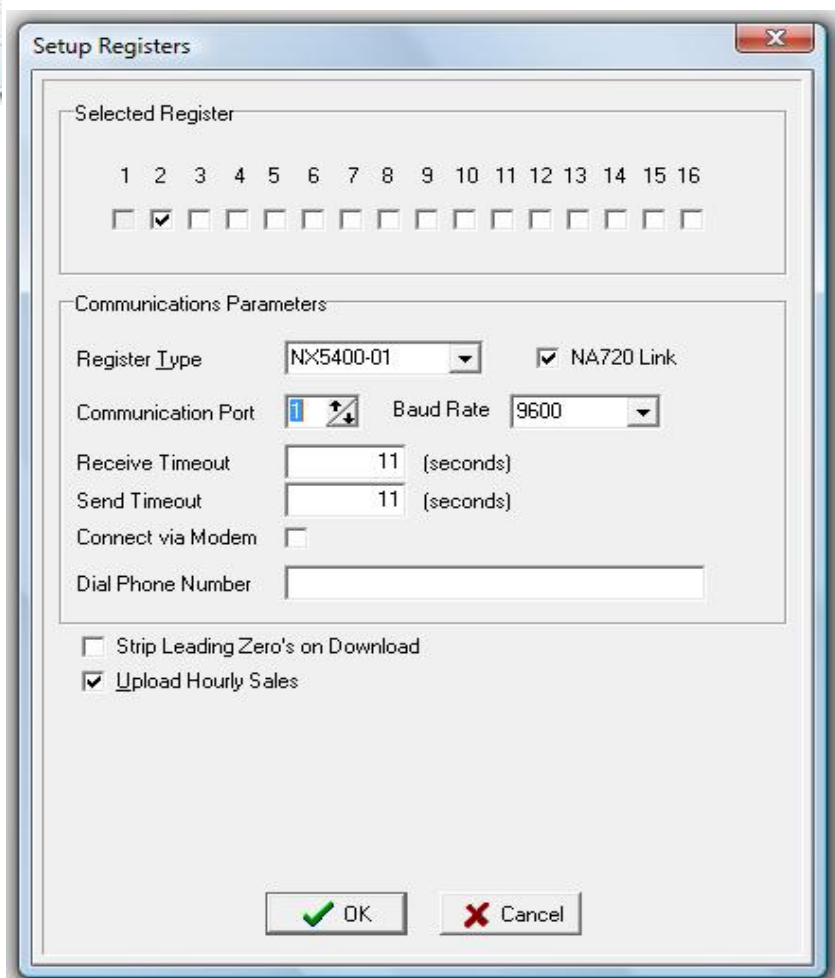 Setup Registers
Selected Register
1 2 3 4 5 6 7 8 9 10 11 12 13 14 15 16
Communications Parameters
Register Type NX5400-01 NA720 Link
Communication Port 1 Baud Rate 9600
Receive Timeout 11 (seconds)
Send Timeout 11 (seconds)
Connect via Modem
Dial Phone Number
Strip Leading Zero's on Download
Upload Hourly Sales
OK Cancel